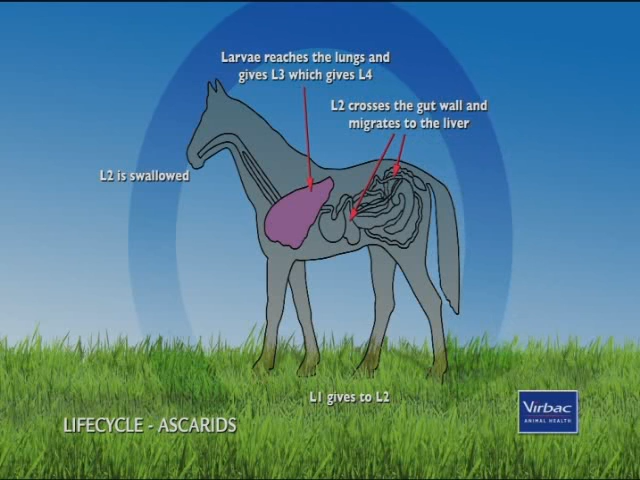 Larvae reaches the lungs and
gives L3 which gives L4
L2 crosses the gut wall and
migrates to the liver
L2 is swallowed
L1 gives to L2
LIFECYCLE - ASCARIDS
Virbac
ANIMAL HEALTH